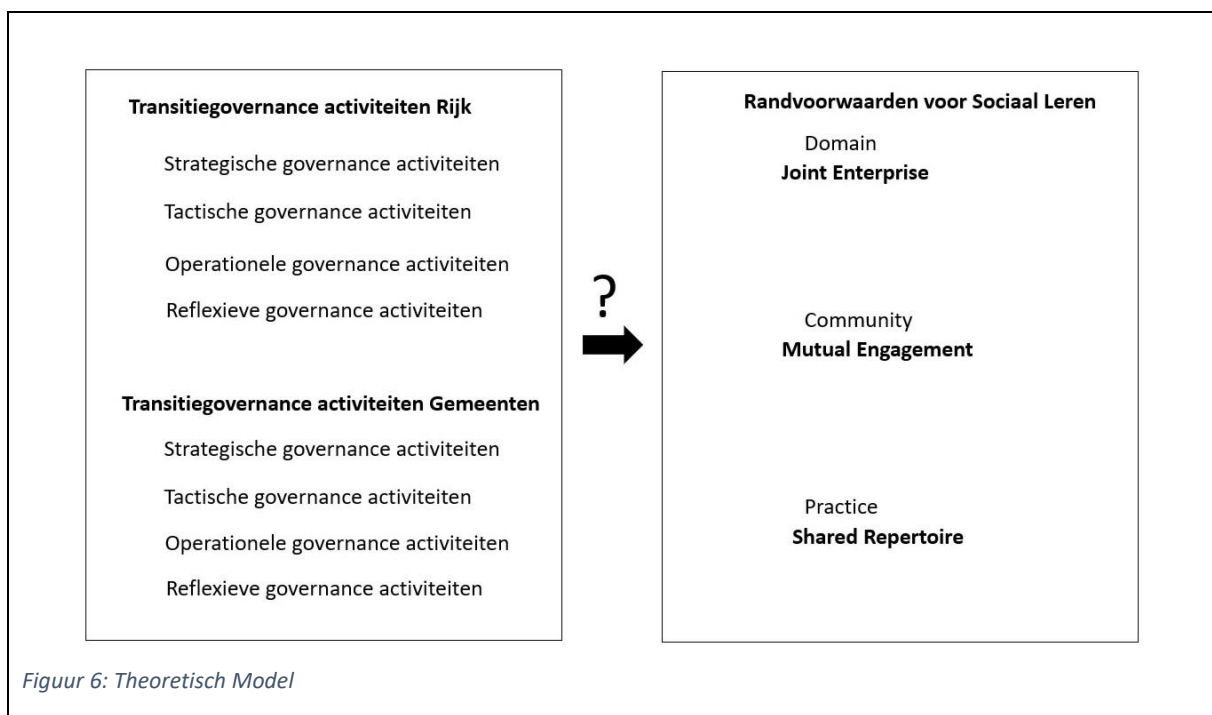 Transitiegovernance activiteiten Rijk
Strategische governance activiteiten
Tactische governance activiteiten
Operationele governance activiteiten
Reflexieve governance activiteiten
Transitiegovernance activiteiten Gemeenten
Strategische governance activiteiten
Tactische governance activiteiten
Operationele governance activiteiten
Reflexieve governance activiteiten
?
Randvoorwaarden voor Sociaal Leren
Domain
Joint Enterprise
Community
Mutual Engagement
Practice
Shared Repertoire
Figuur 6: Theoretisch Model